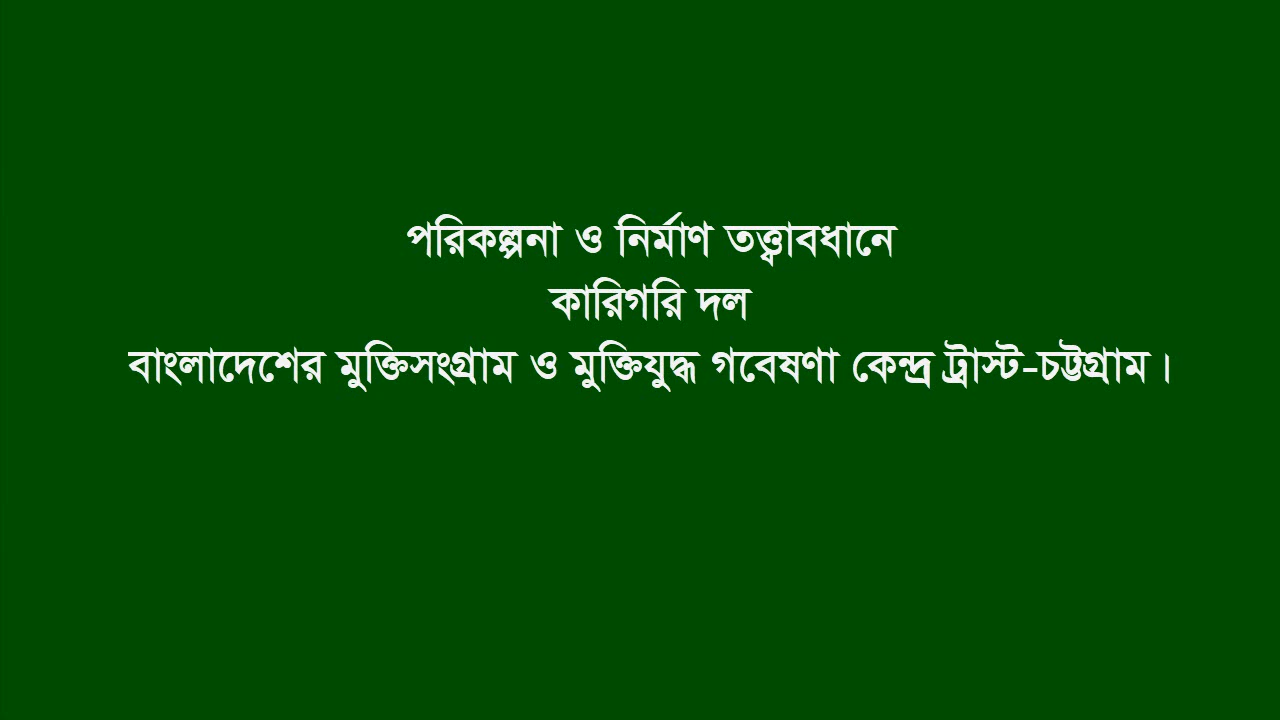 পরিকল্পনা ও নির্মাণ তত্ত্বাবধানে
কারিগরি দল
বাংলাদেশের মুক্তিসংগ্রাম ও মুক্তিযুদ্ধ গবেষণা কেন্দ্র ট্রাস্ট-চট্টগ্রাম।